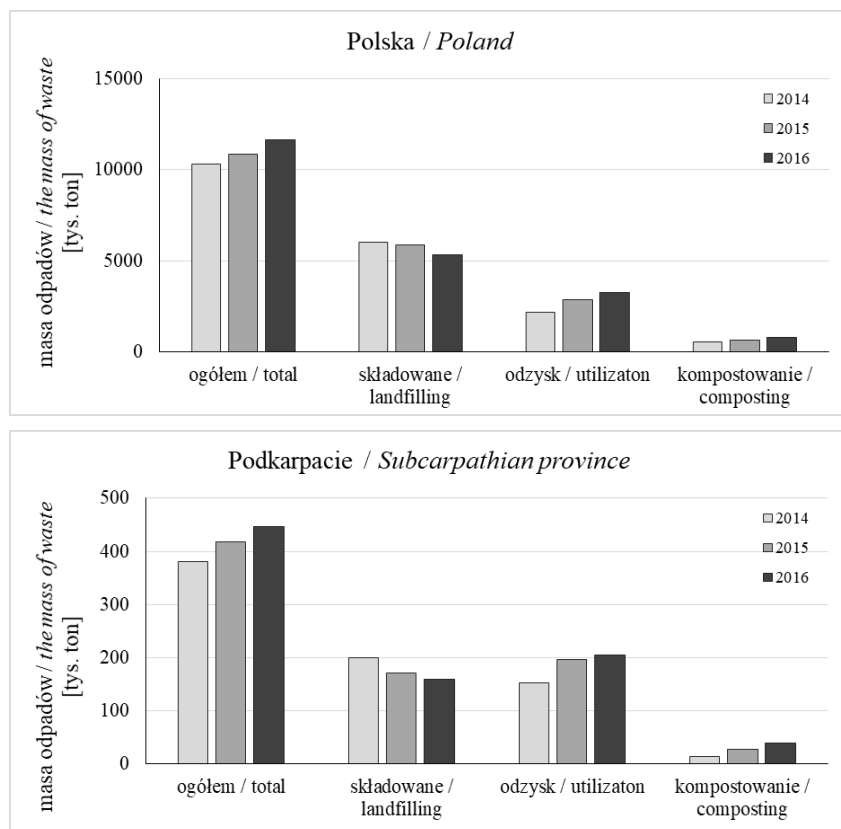 Polska / Poland
masa odpadów / the mass of waste
[tys. ton]
15000
10000
5000
0
2014
2015
2016
ogółem / total
składowane /
landfilling
odzysk / utilizaton
kompostowanie /
composting
Podkarpacie / Subcarpathian province
masa odpadów / the mass of waste
[tys. ton]
500
400
300
200
100
0
2014
2015
2016
ogółem / total
składowane /
landfilling
odzysk / utilizaton
kompostowanie /
composting